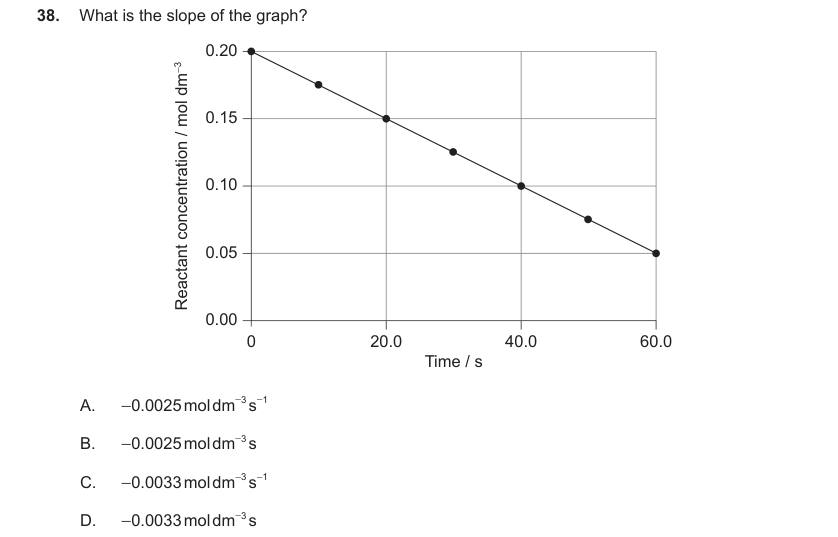 38. What is the slope of the graph?
Reactant concentration / mol dm⁻³
0.20
0.15
0.10
0.05
0.00
0 20.0 40.0 60.0
Time / s
A. –0.0025 mol dm⁻³ s⁻¹
B. –0.0025 mol dm⁻³ s
C. –0.0033 mol dm⁻³ s⁻¹
D. –0.0033 mol dm⁻³ s